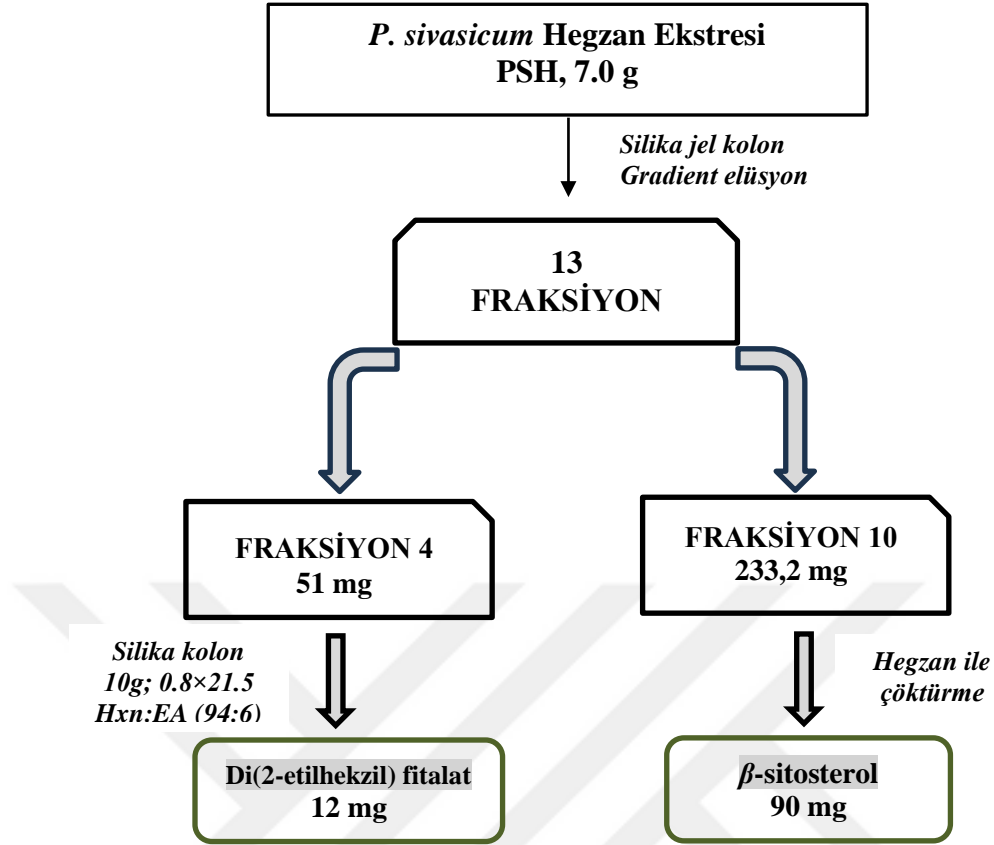 P. sivasicum Hegzan Ekstresi
PSH, 7.0 g
Silika jel kolon
Gradient elüsyon
13
FRAKSİYON
FRAKSİYON 4
51 mg
FRAKSİYON 10
233,2 mg
Silika kolon
10g; 0.8×21.5
Hxn:EA (94:6)
Hegzan ile
çöktürme
Di(2-etilhekzil) fitalat
12 mg
β-sitosterol
90 mg